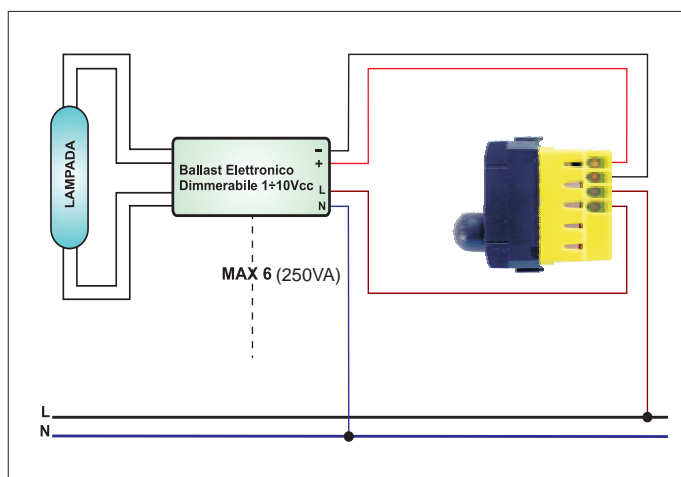 LAMPADA
Ballast Elettronico
Dimmerabile 1÷10Vcc
-
+
L
N
MAX 6 (250VA)
L
N